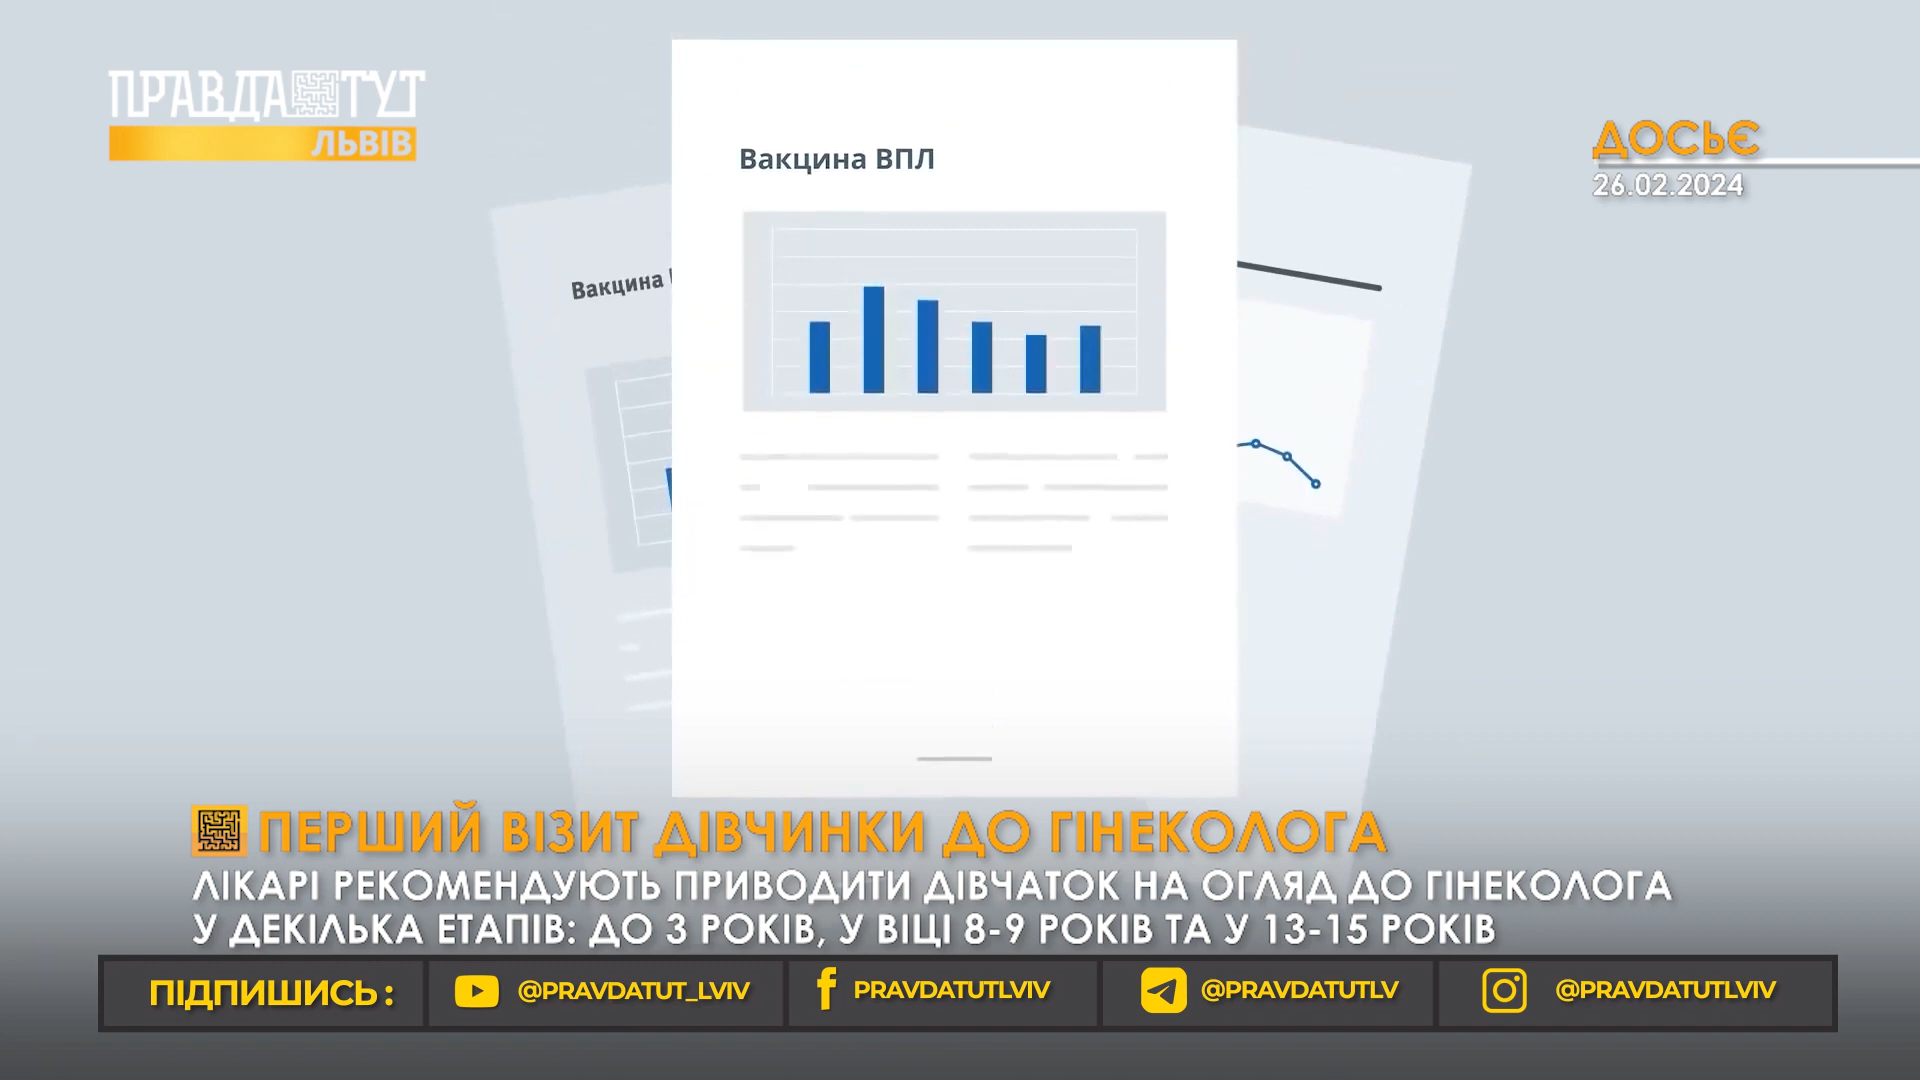 ПРАВДА ТУТ
ЛЬВІВ
ДОСЬЄ
26.02.2024
Вакцина ВПЛ
Вакцина
ПЕРШИЙ ВІЗИТ ДІВЧИНКИ ДО ГІНЕКОЛОГА
ЛІКАРІ РЕКОМЕНДУЮТЬ ПРИВОДИТИ ДІВЧАТОК НА ОГЛЯД ДО ГІНЕКОЛОГА
У ДЕКІЛЬКА ЕТАПІВ: ДО 3 РОКІВ, У ВІЦІ 8-9 РОКІВ ТА У 13-15 РОКІВ
ПІДПИШИСЬ: @PRAVDATUT_LVIV PRAVDATUTLVIV @PRAVDATUTLV @PRAVDATUTLVIV